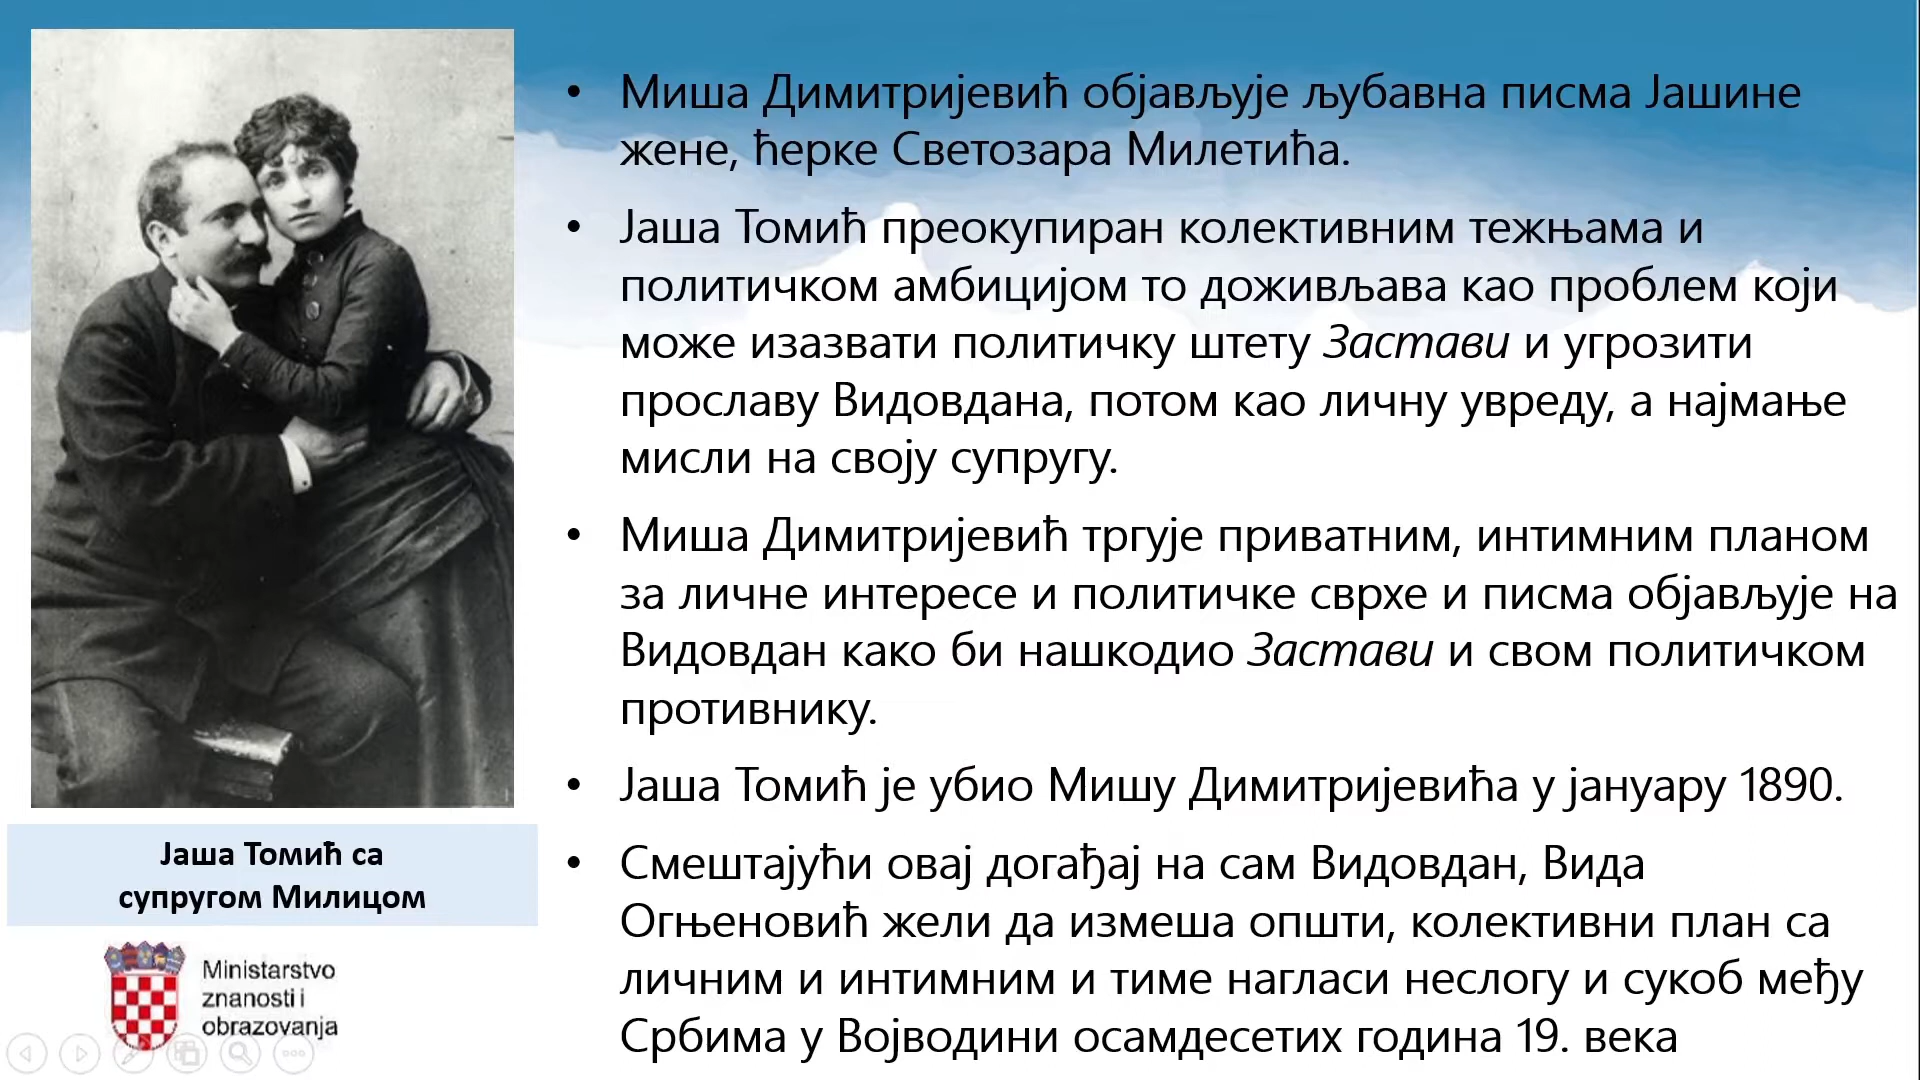 • Миша Димитријевић објављује љубавна писма Јашине
жене, ћерке Светозара Милетића.
• Јаша Томић преокупиран колективним тежњама и
политичком амбицијом то доживљава као проблем који
може изазвати политичку штету Застави и угрозити
прославу Видовдана, потом као личну увреду, а најмање
мисли на своју супругу.
• Миша Димитријевић тргује приватним, интимним планом
за личне интересе и политичке сврхе и писма објављује на
Видовдан како би нашкодио Застави и свом политичком
противнику.
• Јаша Томић је убио Мишу Димитријевића у јануару 1890.
• Смештајући овај догађај на сам Видовдан, Вида
Огњеновић жели да измеша општи, колективни план са
личним и интимним и тиме нагласи неслогу и сукоб међу
Србима у Војводини осамдесетих година 19. века
Јаша Томић са
супругом Милицом
Ministarstvo
znanosti i
obrazovanja